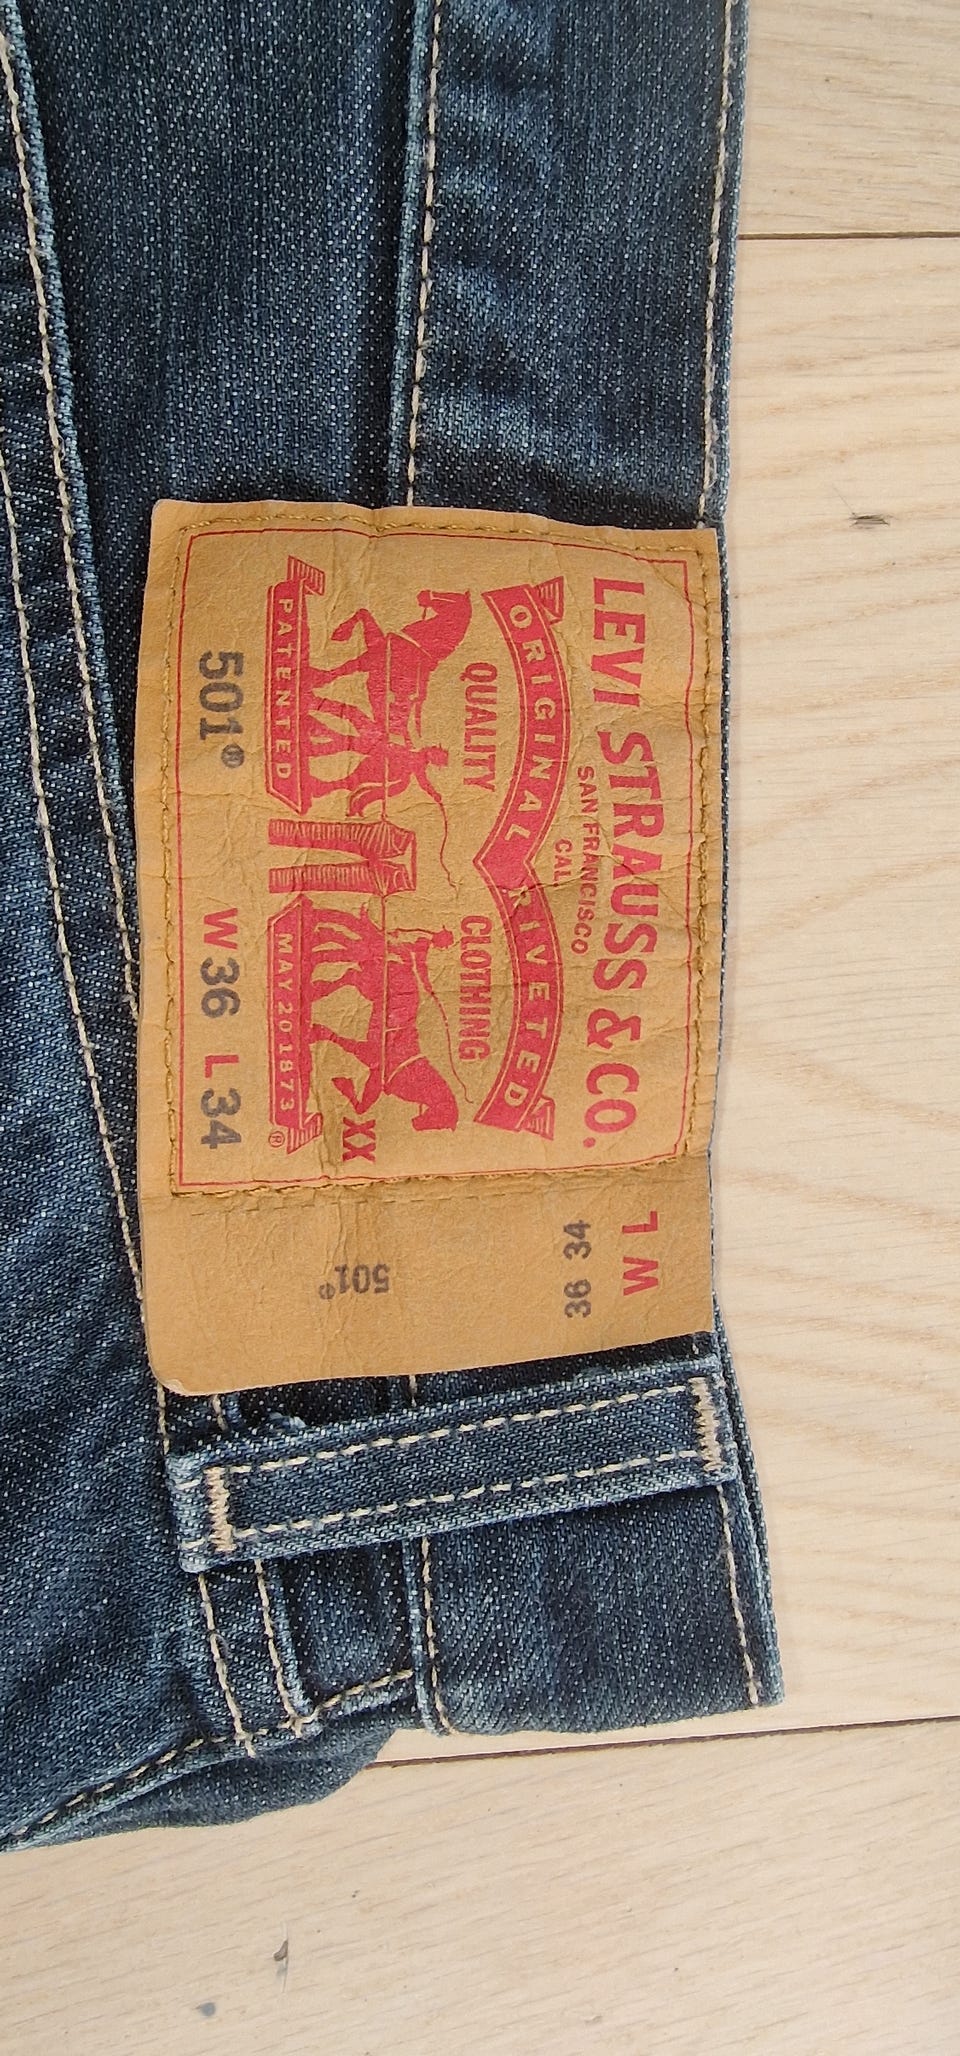 LEVI STRAUSS & CO.
SAN FRANCISCO
CAL
ORIGINAL RIVETED
QUALITY CLOTHING
XX
PATENTED MAY 20 1873 ®
501® W 36 L 34
W L
36 34
501®